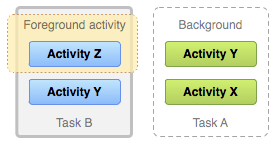 Foreground activity
Activity Z
Activity Y
Task B
Background
Activity Y
Activity X
Task A